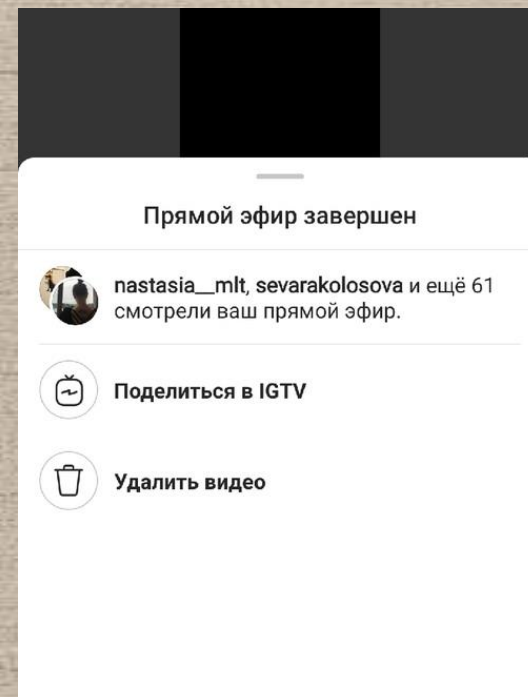 Прямой эфир завершен
nastasia__mlt, sevarakolosova и ещё 61
смотрели ваш прямой эфир.
Поделиться в IGTV
Удалить видео